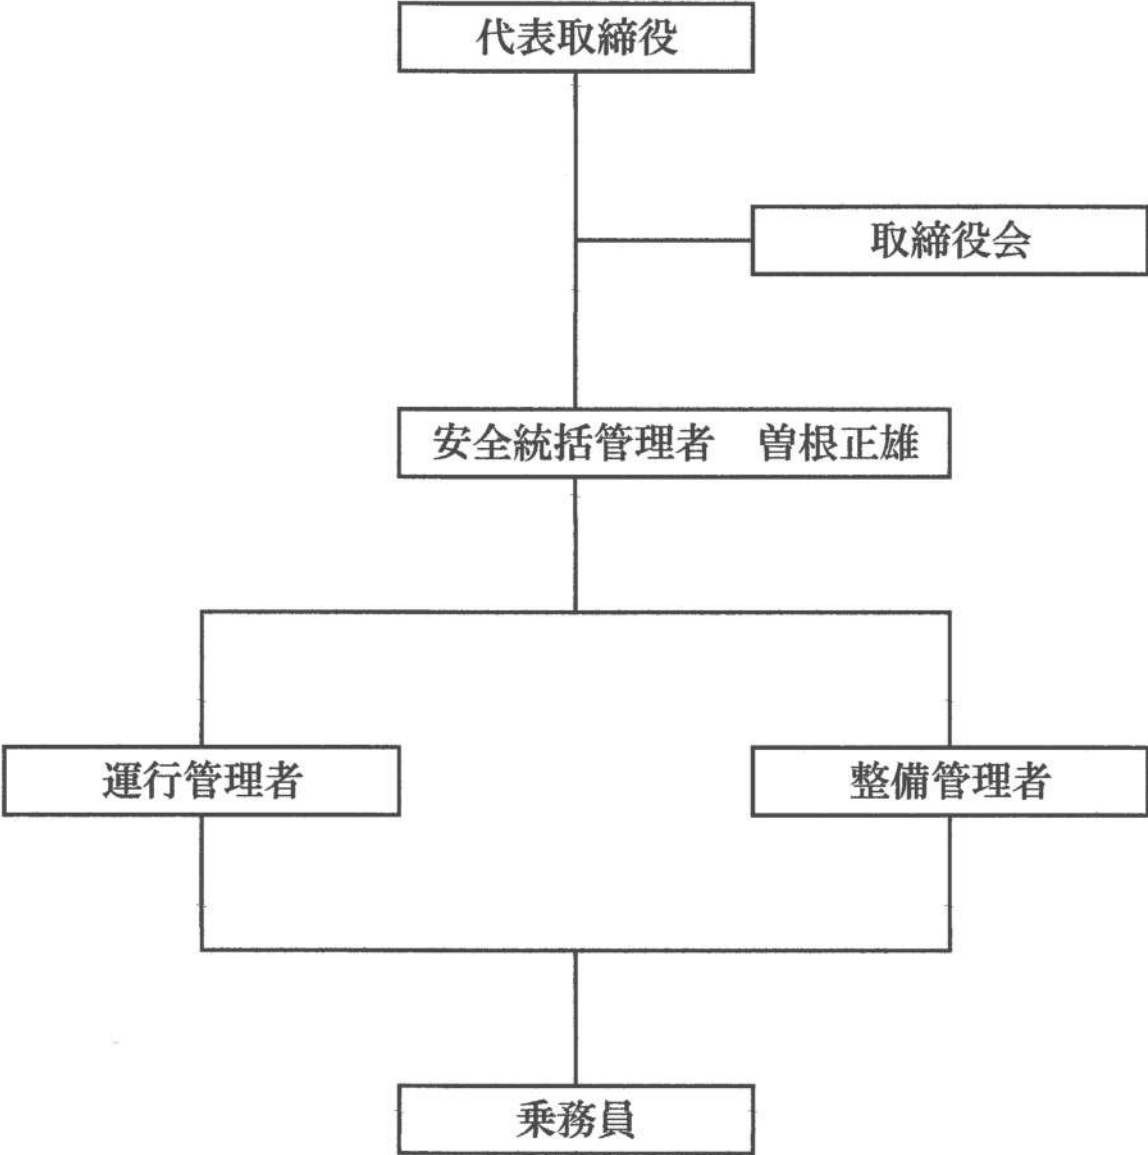 代表取締役
取締役会
安全統括管理者　曽根正雄
運行管理者
整備管理者
乗務員